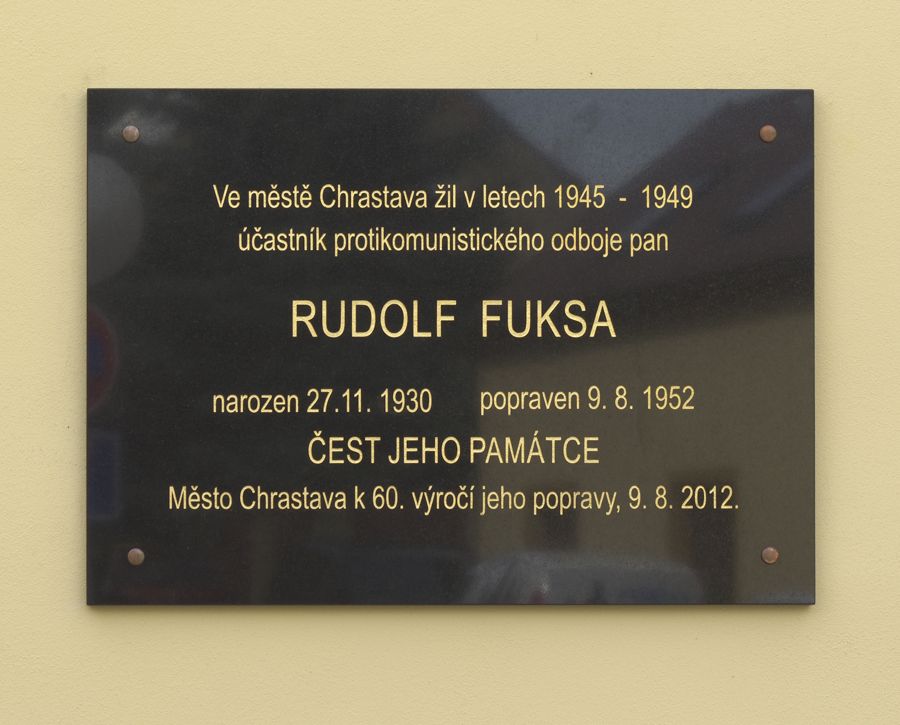 Ve městě Chrastava žil v letech 1945 - 1949
účastník protikomunistického odboje pan
RUDOLF FUKSA
narozen 27.11. 1930 popraven 9. 8. 1952
ČEST JEHO PAMÁTCE
Město Chrastava k 60. výročí jeho popravy, 9. 8. 2012.